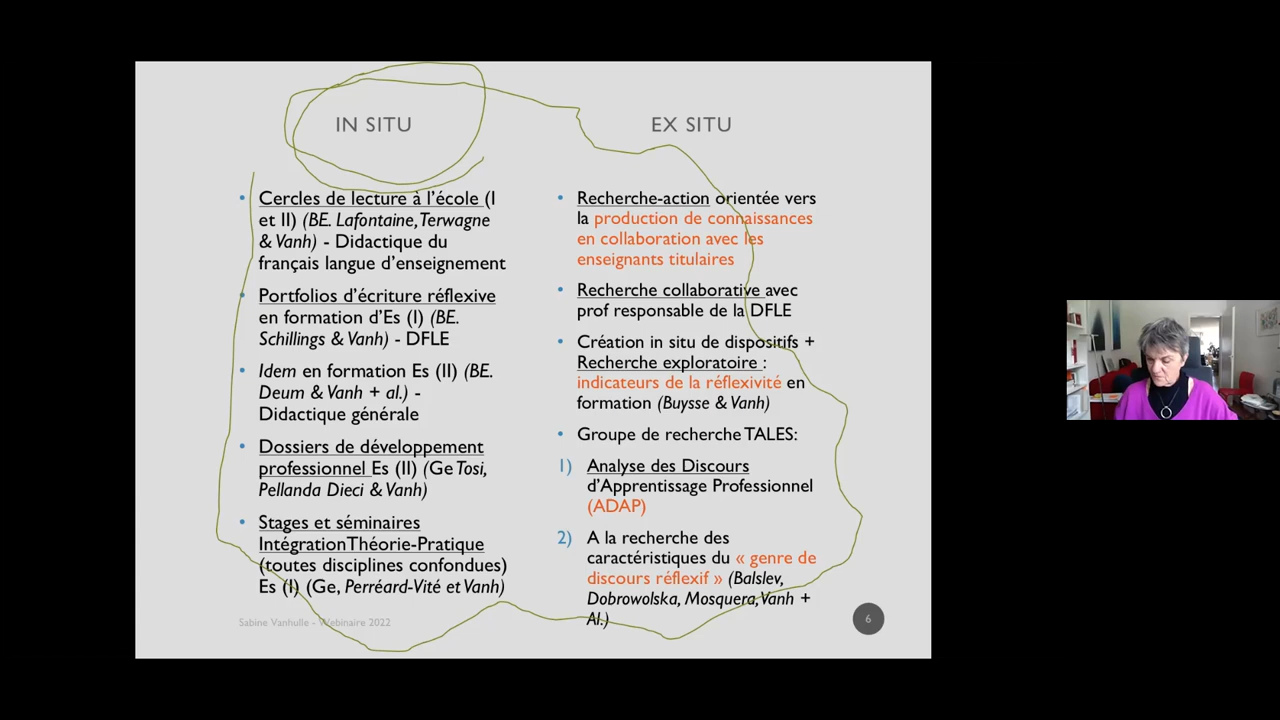 IN SITU
• Cercles de lecture à l'école (I
et II) (BE. Lafontaine, Terwagne
& Vanh) - Didactique du
français langue d'enseignement
• Portfolios d'écriture réflexive
en formation d'Es (I) (BE.
Schillings & Vanh) - DFLE
• Idem en formation Es (II) (BE.
Deum & Vanh + al.) -
Didactique générale
• Dossiers de développement
professionnel Es (II) (Ge Tosi,
Pellanda Dieci & Vanh)
• Stages et séminaires
IntégrationThéorie-Pratique
(toutes disciplines confondues)
Es (I) (Ge, Perréard-Vité et Vanh)
EX SITU
• Recherche-action orientée vers
la production de connaissances
en collaboration avec les
enseignants titulaires
• Recherche collaborative avec
prof responsable de la DFLE
• Création in situ de dispositifs +
Recherche exploratoire :
indicateurs de la réflexivité en
formation (Buysse & Vanh)
• Groupe de recherche TALES:
1) Analyse des Discours
d'Apprentissage Professionnel
(ADAP)
2) A la recherche des
caractéristiques du « genre de
discours réflexif » (Balslev,
Dobrowolska, Mosquera, Vanh +
Al.)
Sabine Vanhulle - Webinaire 2022
6